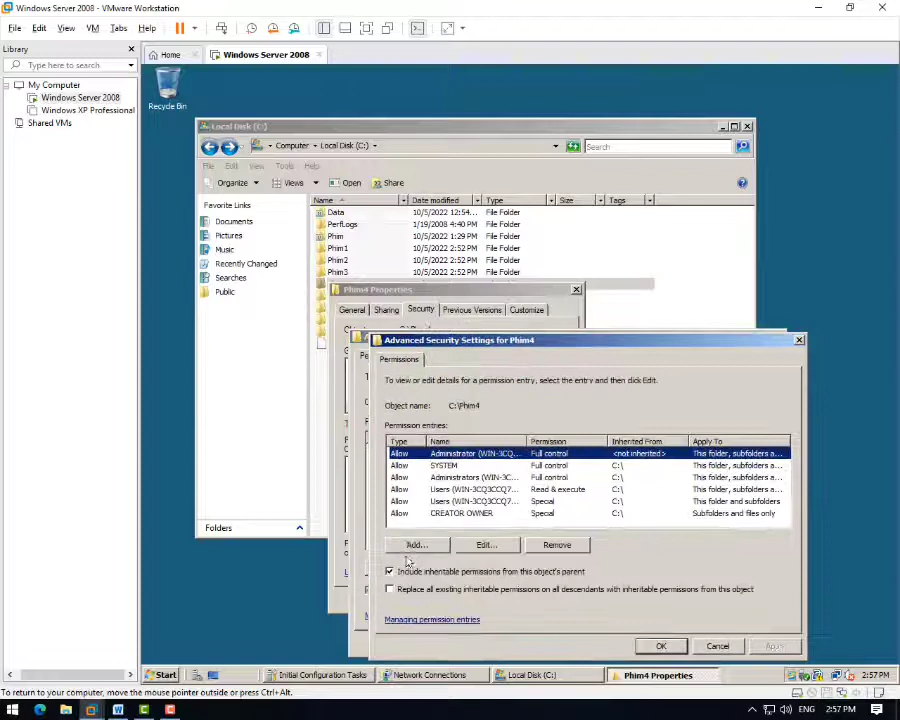 Windows Server 2008 - VMware Workstation
File Edit View VM Tabs Help
Library
Type here to search
My Computer
Windows Server 2008
Windows XP Professional
Shared VMs
Home
Windows Server 2008
Recycle Bin
Local Disk (C:)
Computer
Local Disk (C:)
Search
File Edit View Tools Help
Organize Views Open Share
Favorite Links
Documents
Pictures
Music
Recently Changed
Searches
Public
Folders
Name Date modified Type Size Tags
Data 10/5/2022 12:54... File Folder
PerfLogs 1/19/2008 4:40 PM File Folder
Phim 10/5/2022 1:29 PM File Folder
Phim1 10/5/2022 2:52 PM File Folder
Phim2 10/5/2022 2:52 PM File Folder
Phim3 10/5/2022 2:52 PM File Folder
Phim4 Properties
General Sharing Security Previous Versions Customize
Advanced Security Settings for Phim4
Permissions
To view or edit details for a permission entry, select the entry and then click Edit.
Object name: C:\Phim4
Permission entries:
Type Name Permission Inherited From Apply To
Allow Administrator (WIN-3CQ... Full control <not inherited> This folder, subfolders a...
Allow SYSTEM Full control C:\ This folder, subfolders a...
Allow Administrators (WIN-3C... Full control C:\ This folder, subfolders a...
Allow Users (WIN-3CQ3CCQ7... Read & execute C:\ This folder, subfolders a...
Allow Users (WIN-3CQ3CCQ7... Special C:\ This folder and subfolders
Allow CREATOR OWNER Special C:\ Subfolders and files only
Add... Edit... Remove
Include inheritable permissions from this object's parent
Replace all existing inheritable permissions on all descendants with inheritable permissions from this object
Managing permission entries
OK Cancel Apply
Start
Initial Configuration Tasks
Network Connections
Local Disk (C:)
Phim4 Properties
2:57 PM
To return to your computer, move the mouse pointer outside or press Ctrl+Alt.
ENG 2:57 PM